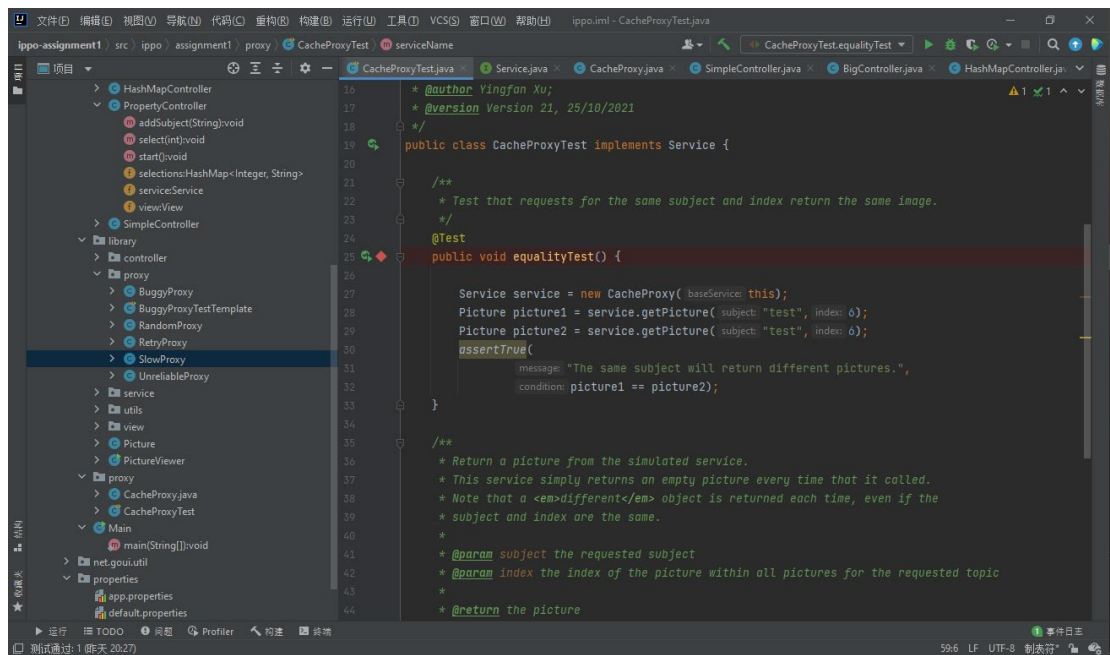 文件(F) 编辑(E) 视图(V) 导航(N) 代码(C) 重构(R) 构建(B) 运行(U) 工具(T) VCS(S) 窗口(W) 帮助(H) ippo.iml - CacheProxyTest.java
ippo-assignment1 src ippo assignment1 proxy CacheProxyTest serviceName CacheProxyTest.equalityTest
项目 CacheProxyTest.java Service.java CacheProxy.java SimpleController.java BigController.java HashMapController.ja
HashMapController
PropertyController
addSubject(String):void
select(int):void
start():void
selections:HashMap<Integer, String>
service:Service
view:View
SimpleController
library
controller
proxy
BuggyProxy
BuggyProxyTestTemplate
RandomProxy
RetryProxy
SlowProxy
UnreliableProxy
service
utils
view
Picture
PictureViewer
proxy
CacheProxy.java
CacheProxyTest
Main
main(String[]):void
net.goui.util
properties
app.properties
default.properties
16 * @author Yingfan Xu;
17 * @version Version 21, 25/10/2021
18 */
19 public class CacheProxyTest implements Service {
20
21 /**
22 * Test that requests for the same subject and index return the same image.
23 */
24 @Test
25 public void equalityTest() {
26
27 Service service = new CacheProxy( baseService: this);
28 Picture picture1 = service.getPicture( subject: "test", index: 6);
29 Picture picture2 = service.getPicture( subject: "test", index: 6);
30 assertTrue(
31 message: "The same subject will return different pictures.",
32 condition: picture1 == picture2);
33 }
34
35 /**
36 * Return a picture from the simulated service.
37 * This service simply returns an empty picture every time that it called.
38 * Note that a <em>different</em> object is returned each time, even if the
39 * subject and index are the same.
40 *
41 * @param subject the requested subject
42 * @param index the index of the picture within all pictures for the requested topic
43 *
44 * @return the picture
1 1
项目
结构
收藏夹
数据库
运行 TODO 问题 Profiler 构建 终端 1 事件日志
测试通过: 1 (昨天 20:27) 59:6 LF UTF-8 制表符*